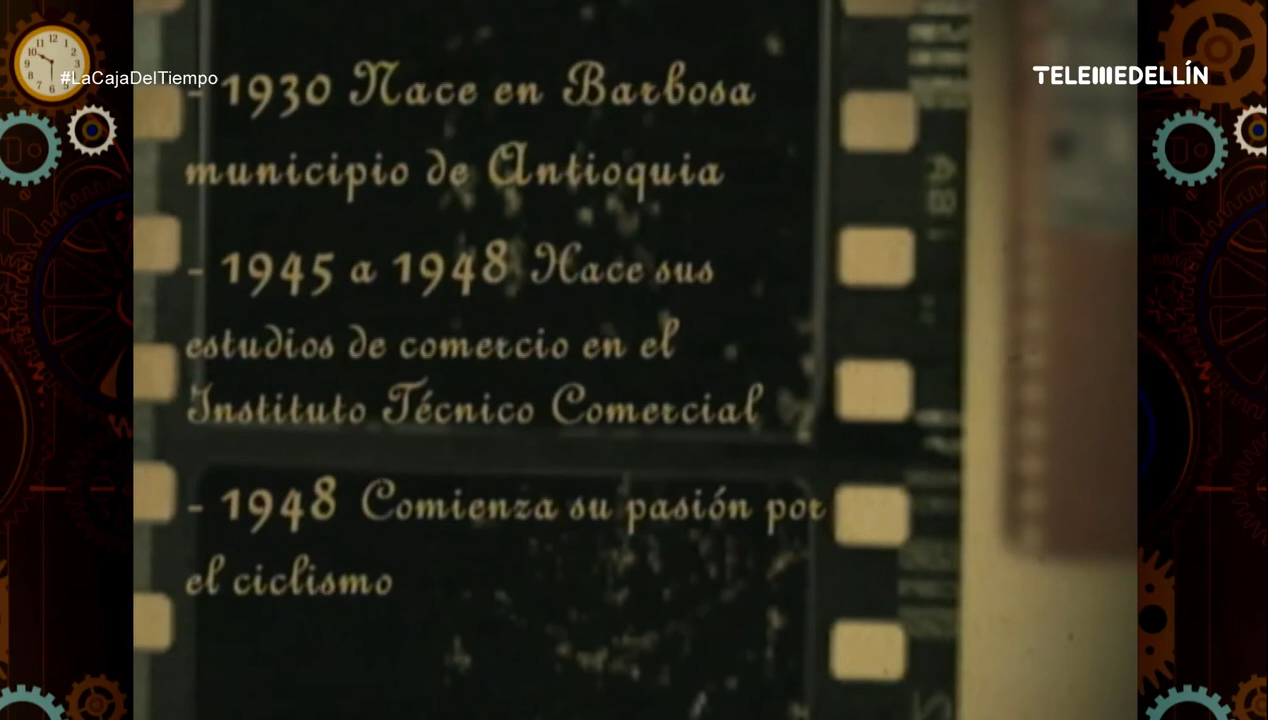 #LaCajaDelTiempo
TELEMEDELLÍN
- 1930 Nace en Barbosa
municipio de Antioquia
- 1945 a 1948 Hace sus
estudios de comercio en el
Instituto Técnico Comercial
- 1948 Comienza su pasión por
el ciclismo